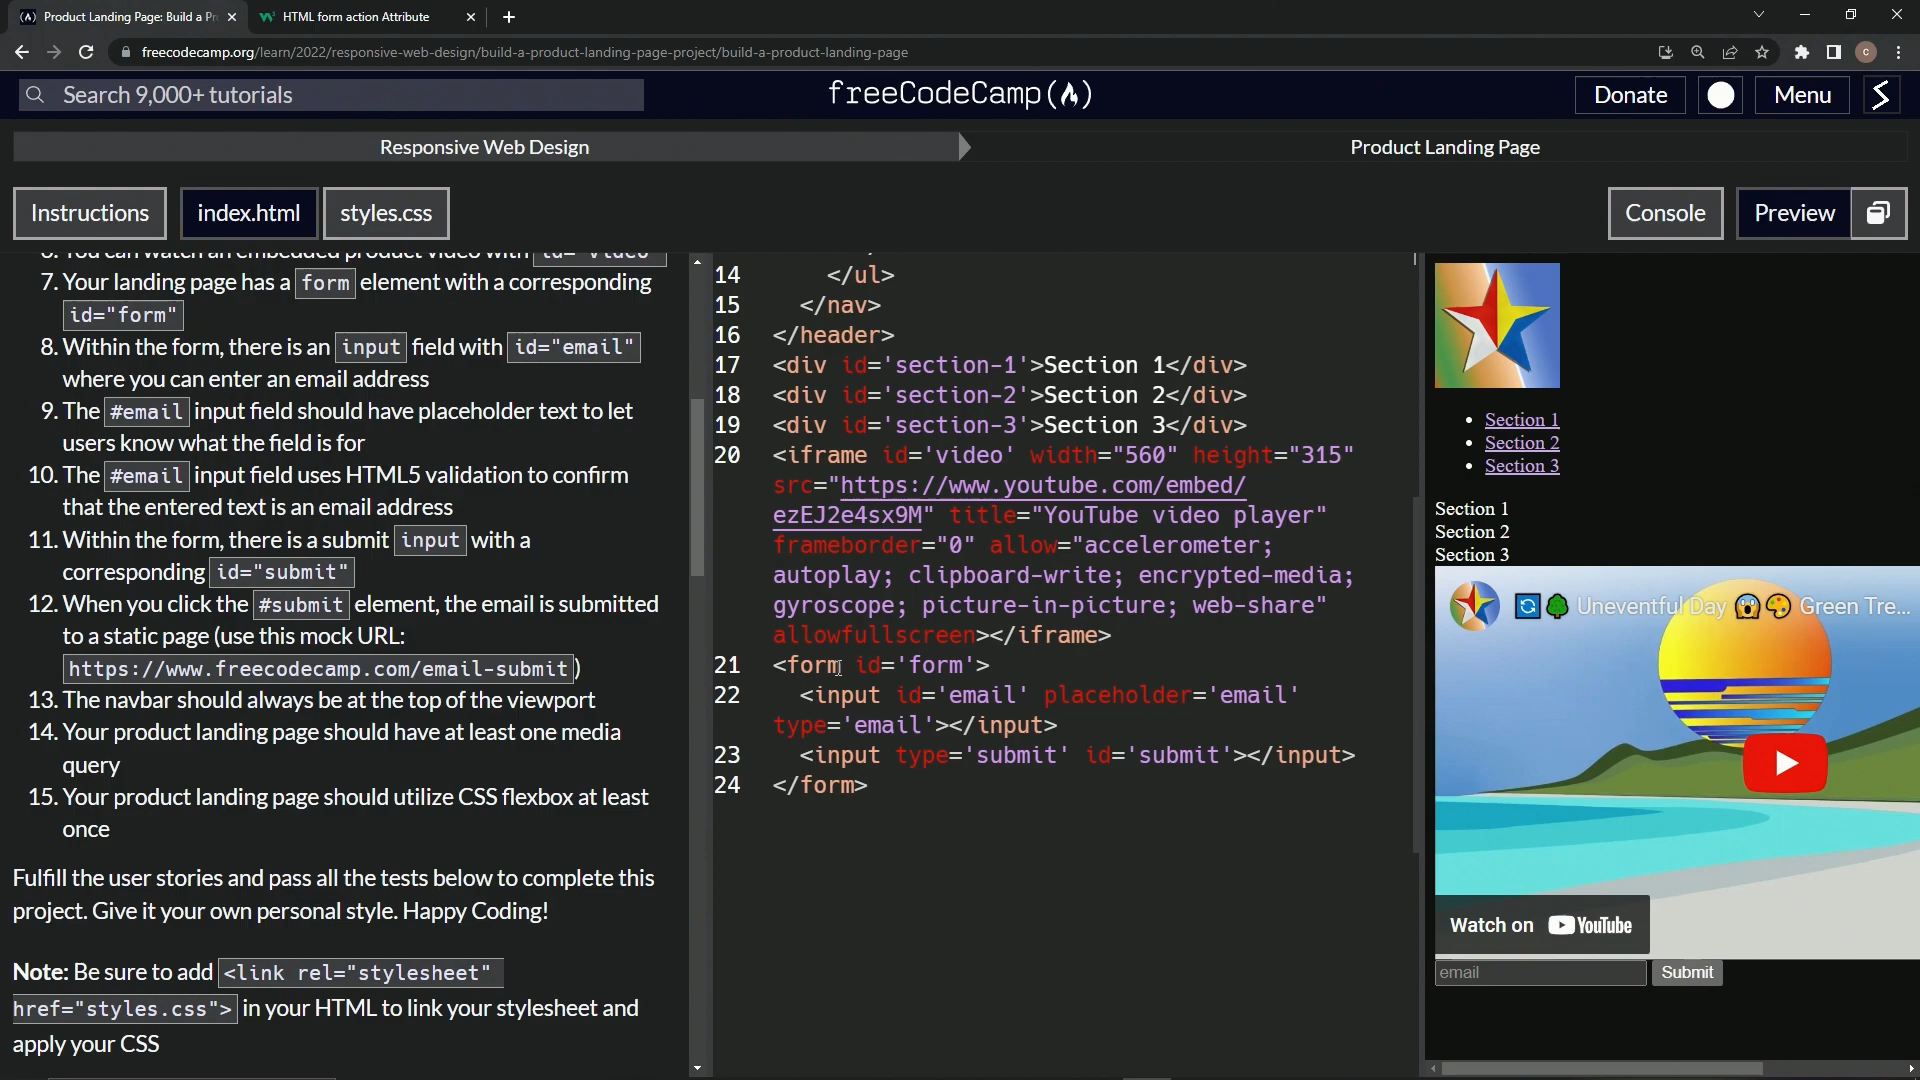 Product Landing Page: Build a Pr
HTML form action Attribute
freecodecamp.org/learn/2022/responsive-web-design/build-a-product-landing-page-project/build-a-product-landing-page
Search 9,000+ tutorials
freeCodeCamp
Donate
Menu
Responsive Web Design
Product Landing Page
Instructions
index.html
styles.css
Console
Preview
6. You can watch an embedded product video with id="video"
7. Your landing page has a form element with a corresponding
id="form"
8. Within the form, there is an input field with id="email"
where you can enter an email address
9. The #email input field should have placeholder text to let
users know what the field is for
10. The #email input field uses HTML5 validation to confirm
that the entered text is an email address
11. Within the form, there is a submit input with a
corresponding id="submit"
12. When you click the #submit element, the email is submitted
to a static page (use this mock URL:
https://www.freecodecamp.com/email-submit)
13. The navbar should always be at the top of the viewport
14. Your product landing page should have at least one media
query
15. Your product landing page should utilize CSS flexbox at least
once
Fulfill the user stories and pass all the tests below to complete this
project. Give it your own personal style. Happy Coding!
Note: Be sure to add <link rel="stylesheet"
href="styles.css"> in your HTML to link your stylesheet and
apply your CSS
14 </ul>
15 </nav>
16 </header>
17 <div id='section-1'>Section 1</div>
18 <div id='section-2'>Section 2</div>
19 <div id='section-3'>Section 3</div>
20 <iframe id='video' width="560" height="315"
src="https://www.youtube.com/embed/
ezEJ2e4sx9M" title="YouTube video player"
frameborder="0" allow="accelerometer;
autoplay; clipboard-write; encrypted-media;
gyroscope; picture-in-picture; web-share"
allowfullscreen></iframe>
21 <form id='form'>
22 <input id='email' placeholder='email'
type='email'></input>
23 <input type='submit' id='submit'></input>
24 </form>
Section 1
Section 2
Section 3
Section 1
Section 2
Section 3
Uneventful Day Green Tre...
Watch on YouTube
email
Submit